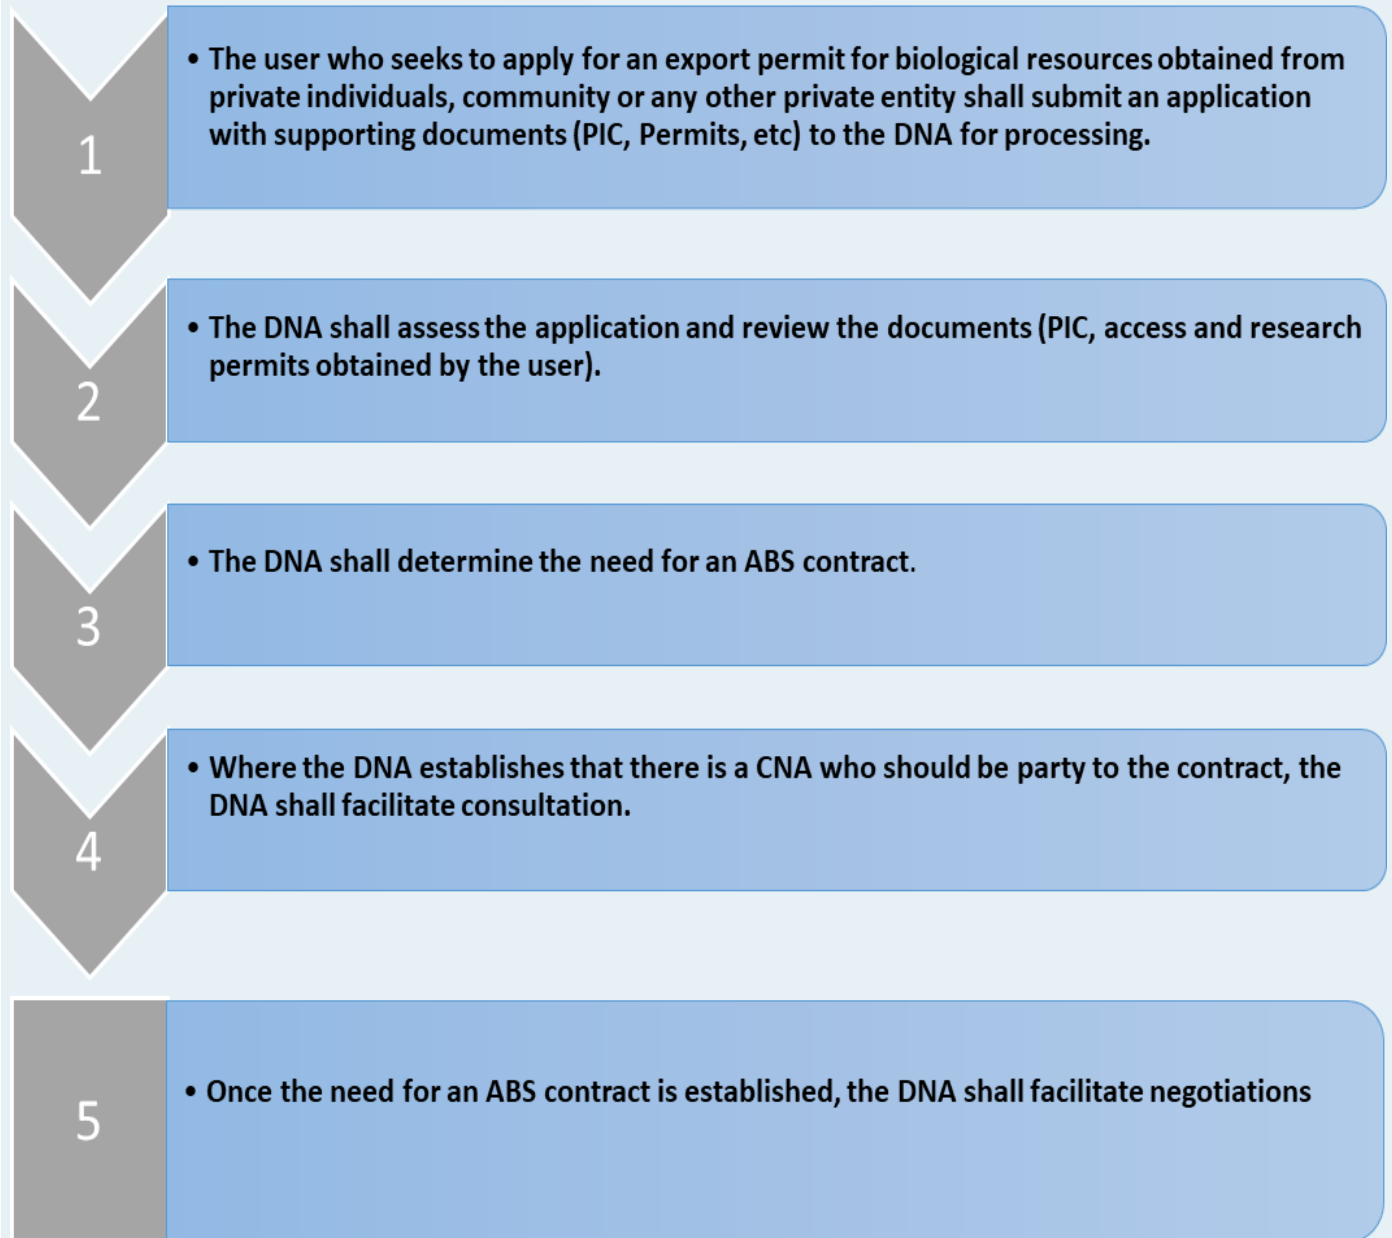 1
• The user who seeks to apply for an export permit for biological resources obtained from
private individuals, community or any other private entity shall submit an application
with supporting documents (PIC, Permits, etc) to the DNA for processing.
2
• The DNA shall assess the application and review the documents (PIC, access and research
permits obtained by the user).
3
• The DNA shall determine the need for an ABS contract.
4
• Where the DNA establishes that there is a CNA who should be party to the contract, the
DNA shall facilitate consultation.
5
• Once the need for an ABS contract is established, the DNA shall facilitate negotiations